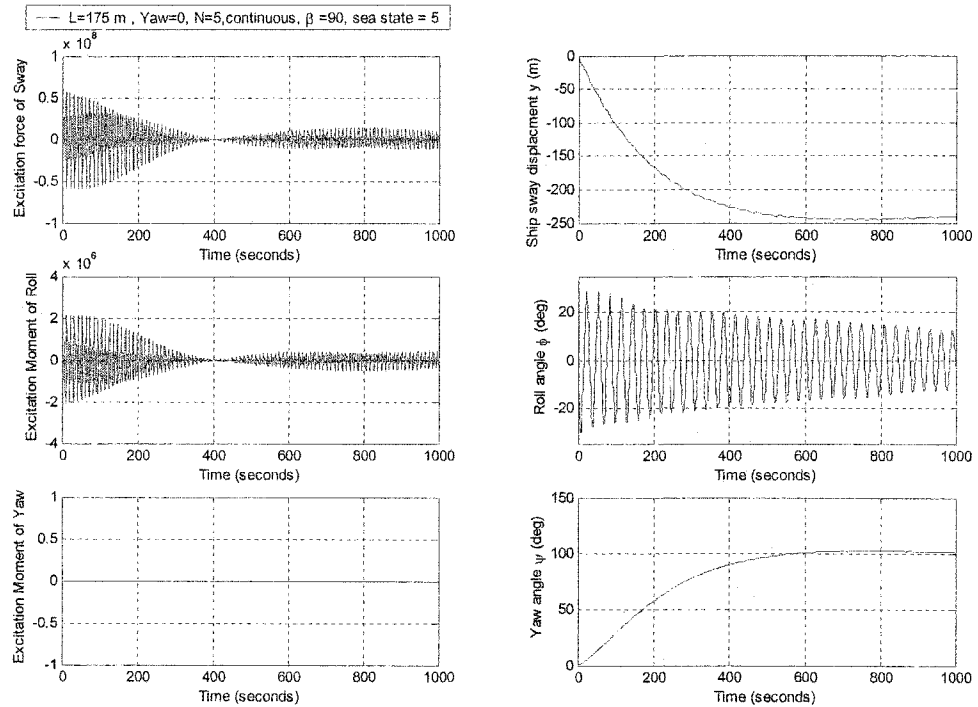 L=175 m , Yaw=0, N=5,continuous, β =90, sea state = 5
x 10^8
Excitation force of Sway
1
0.5
0
-0.5
-1
0 200 400 600 800 1000
Time (seconds)
Ship sway displacment y (m)
0
-50
-100
-150
-200
-250
0 200 400 600 800 1000
Time (seconds)
x 10^6
Excitation Moment of Roll
4
2
0
-2
-4
0 200 400 600 800 1000
Time (seconds)
Roll angle ϕ (deg)
20
0
-20
0 200 400 600 800 1000
Time (seconds)
Excitation Moment of Yaw
1
0.5
0
-0.5
-1
0 200 400 600 800 1000
Time (seconds)
Yaw angle ψ (deg)
150
100
50
0
0 200 400 600 800 1000
Time (seconds)